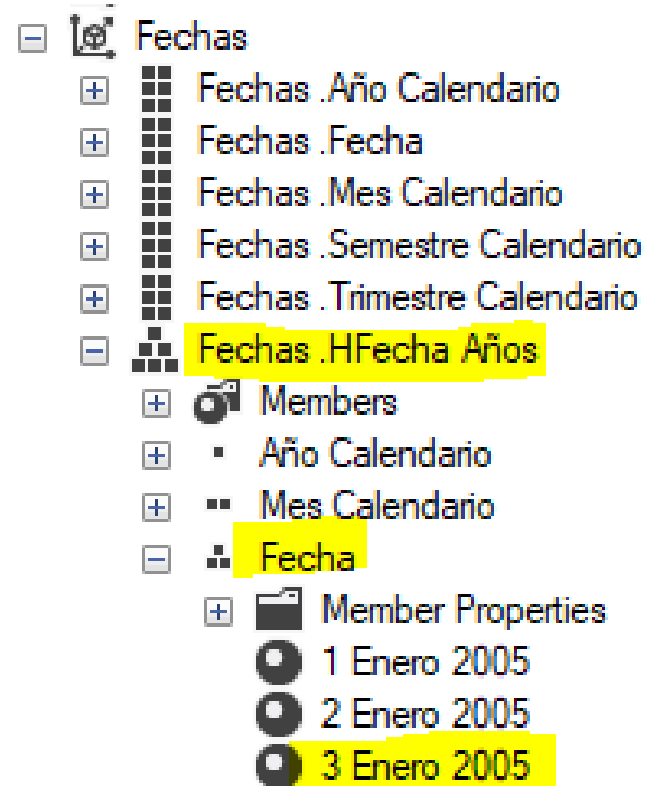 Fechas
Fechas .Año Calendario
Fechas .Fecha
Fechas .Mes Calendario
Fechas .Semestre Calendario
Fechas .Trimestre Calendario
Fechas .HFecha Años
Members
Año Calendario
Mes Calendario
Fecha
Member Properties
1 Enero 2005
2 Enero 2005
3 Enero 2005